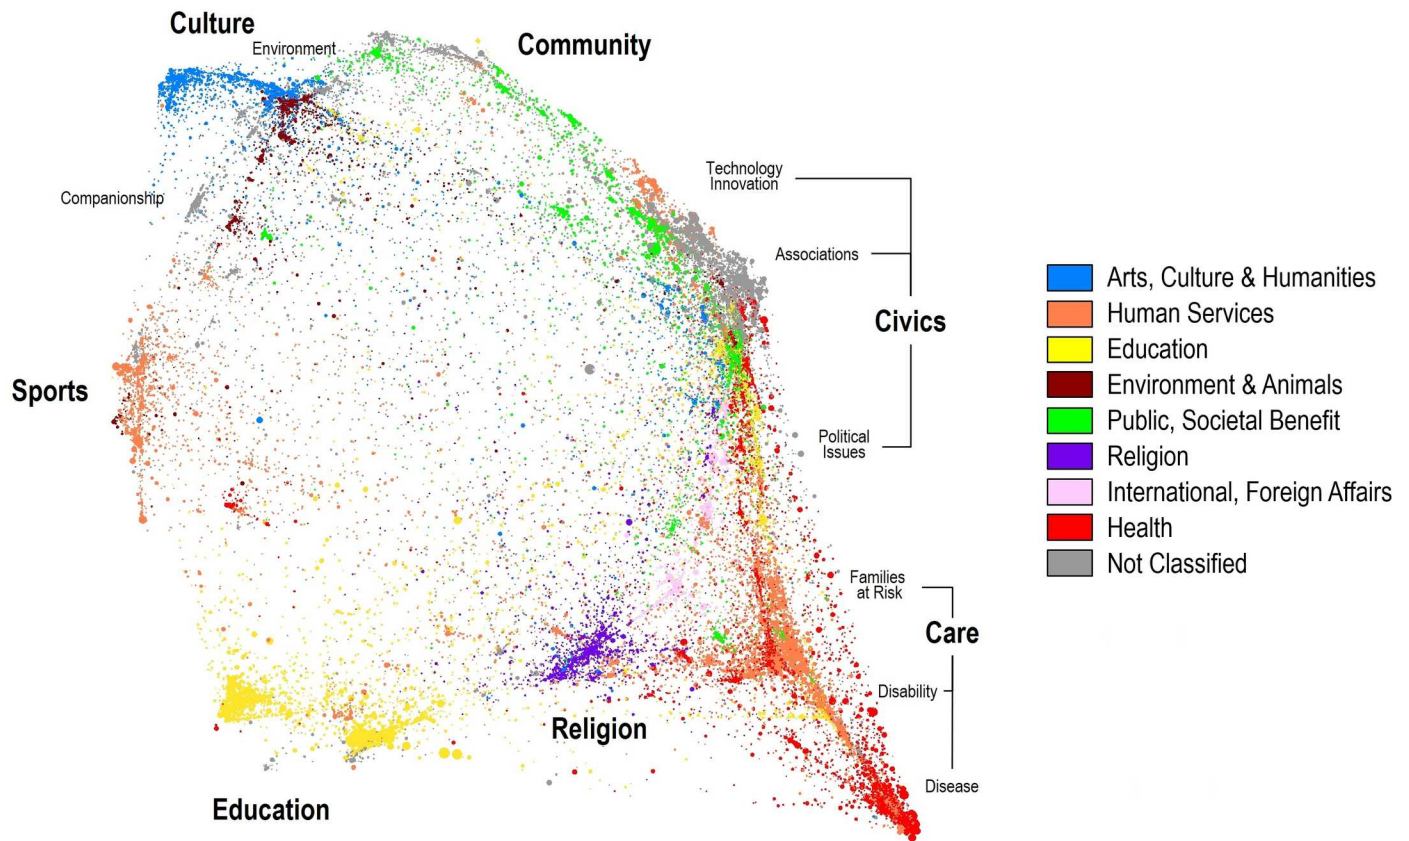 Culture
Environment
Community
Technology
Innovation
Companionship
Associations
Civics
Sports
Political
Issues
Families
at Risk
Care
Disability
Religion
Disease
Education
Arts, Culture & Humanities
Human Services
Education
Environment & Animals
Public, Societal Benefit
Religion
International, Foreign Affairs
Health
Not Classified